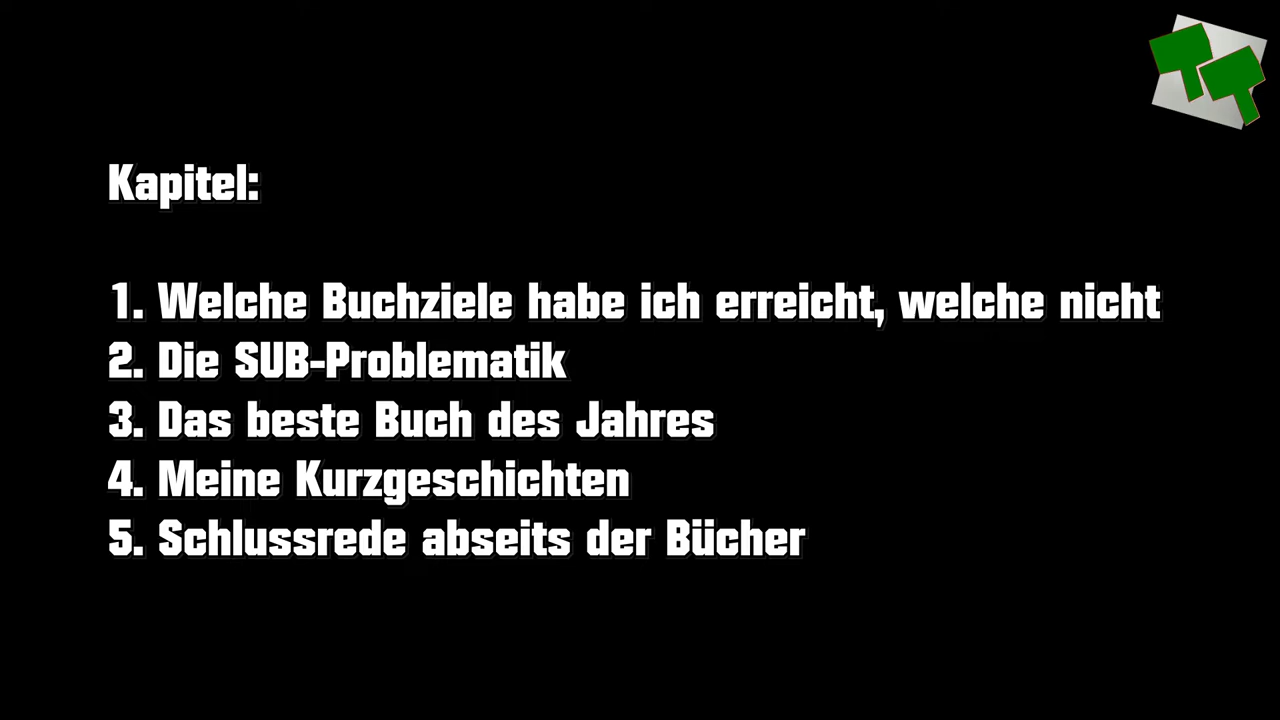 Kapitel:
1. Welche Buchziele habe ich erreicht, welche nicht
2. Die SUB-Problematik
3. Das beste Buch des Jahres
4. Meine Kurzgeschichten
5. Schlussrede abseits der Bücher